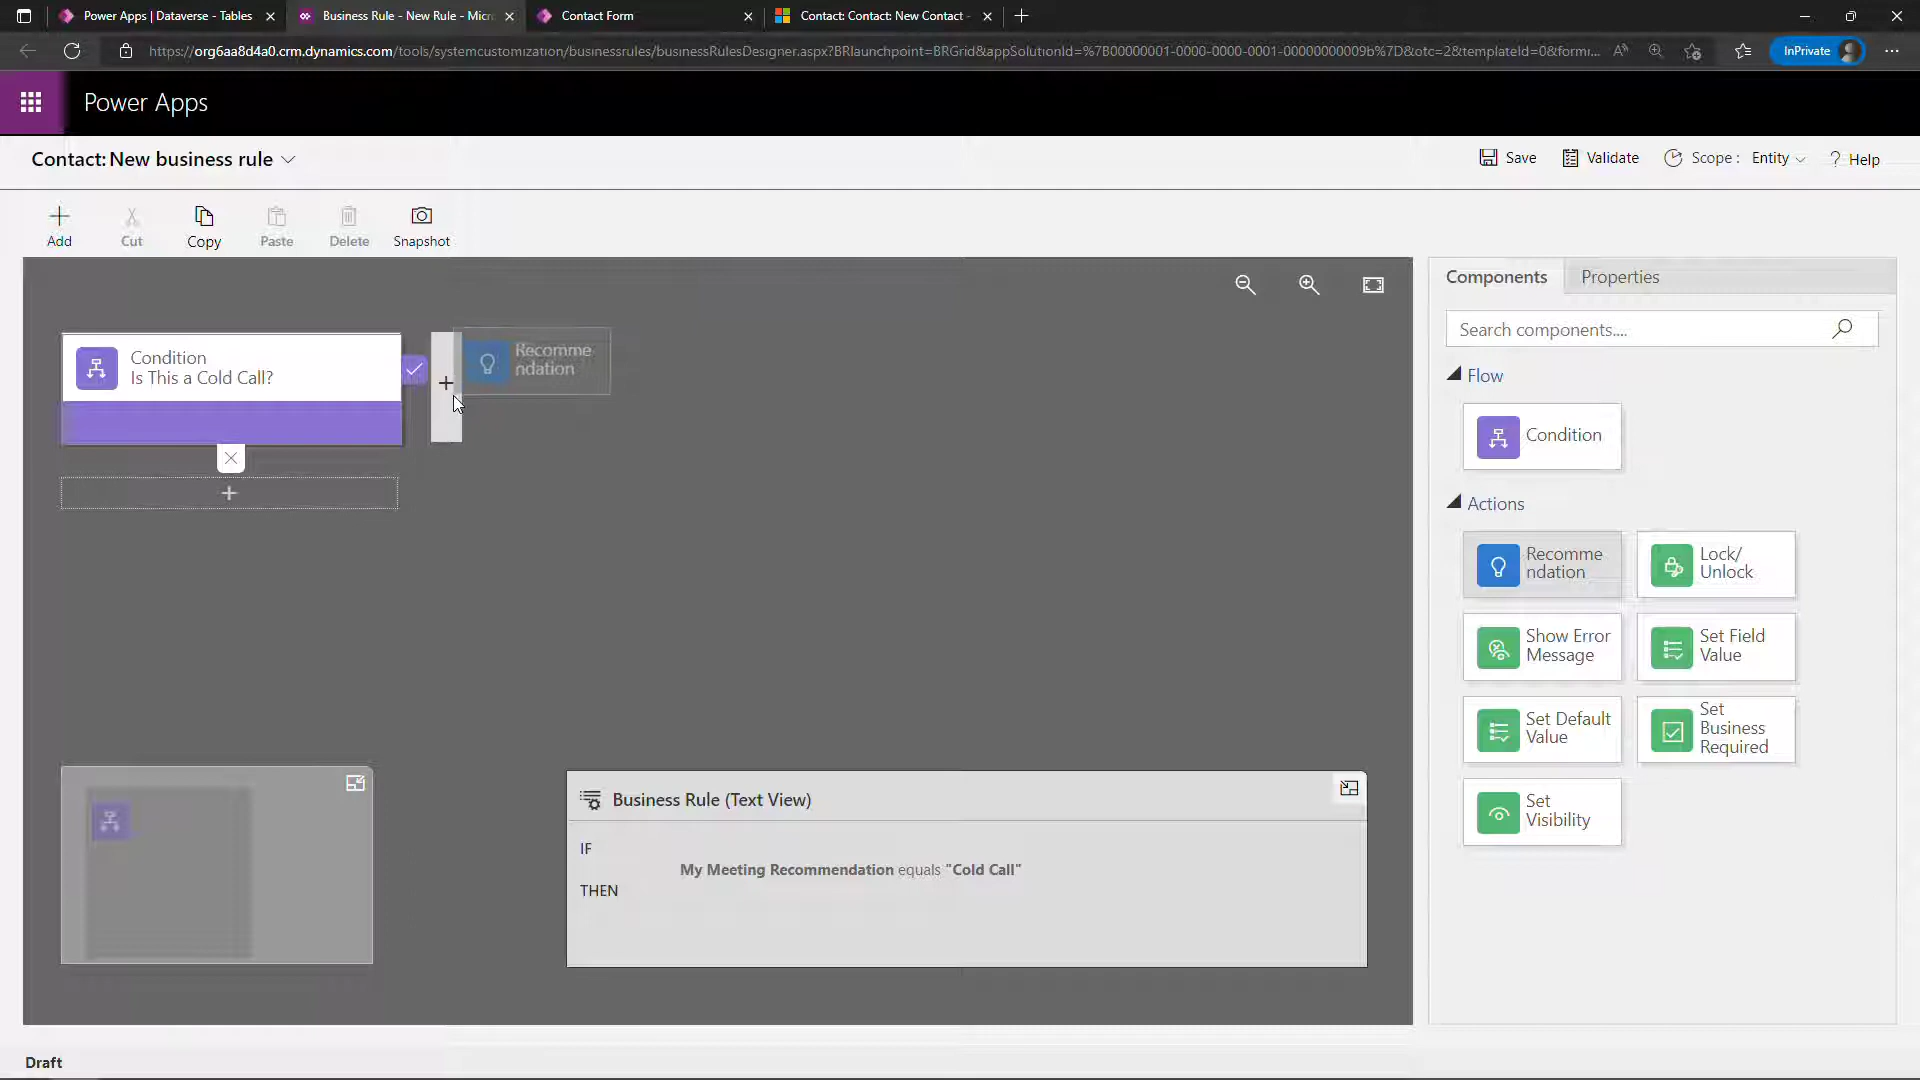 Power Apps | Dataverse - Tables
Business Rule - New Rule - Micr
Contact Form
Contact: Contact: New Contact -
https://org6aa8d4a0.crm.dynamics.com/tools/systemcustomization/businessrules/businessRulesDesigner.aspx?BRlaunchpoint=BRGrid&appSolutionId=%7B00000001-0000-0000-0001-00000000009b%7D&otc=2&templateId=0&formi...
InPrivate
Power Apps
Contact: New business rule
Save
Validate
Scope :
Entity
? Help
Add
Cut
Copy
Paste
Delete
Snapshot
Components
Properties
Search components....
Condition
Is This a Cold Call?
Recomme
ndation
Flow
Condition
Actions
Recomme
ndation
Lock/
Unlock
Show Error
Message
Set Field
Value
Set Default
Value
Set
Business
Required
Set
Visibility
Business Rule (Text View)
IF
My Meeting Recommendation equals "Cold Call"
THEN
Draft